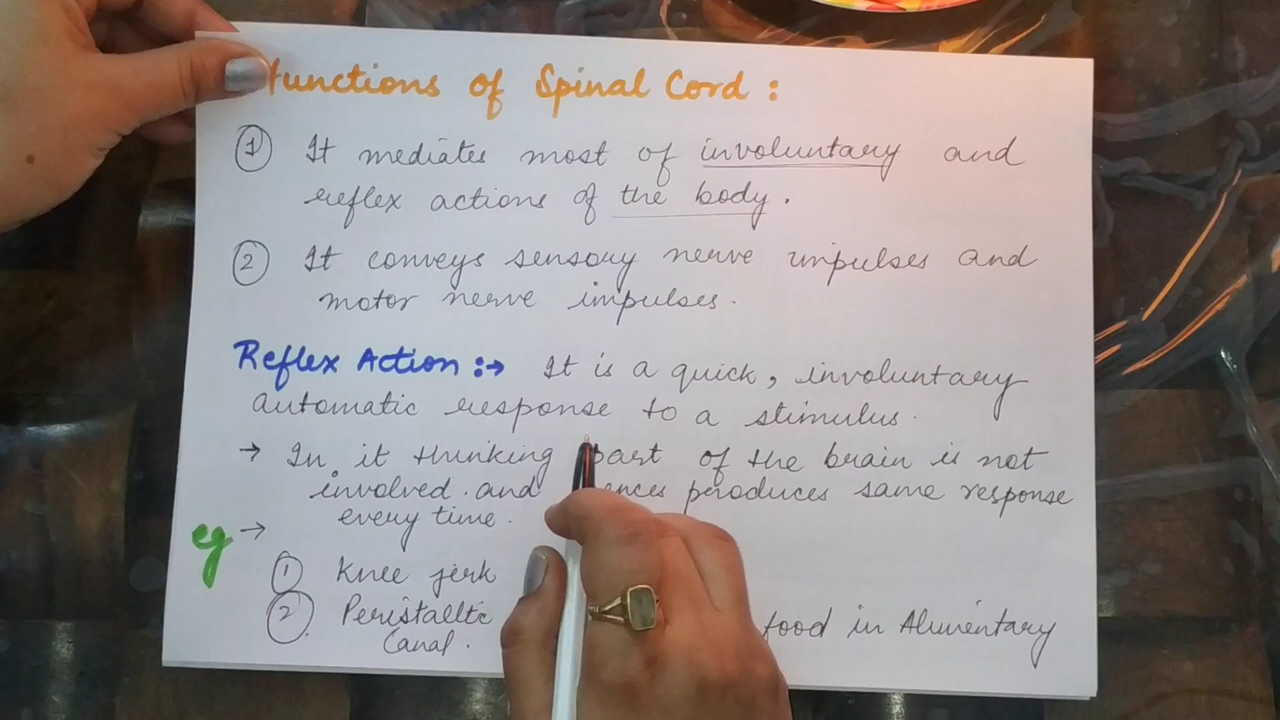 functions of Spinal Cord :
1 It mediates most of involuntary and
reflex actions of the body.
2 It conveys sensory nerve impulses and
motor nerve impulses.
Reflex Action :→ It is a quick, involuntary
automatic response to a stimulus.
→ In it thinking part of the brain is not
involved. and ences produces same response
every time.
eg →
1 Knee jerk
2 Peristaltic food in Alimentary
Canal.